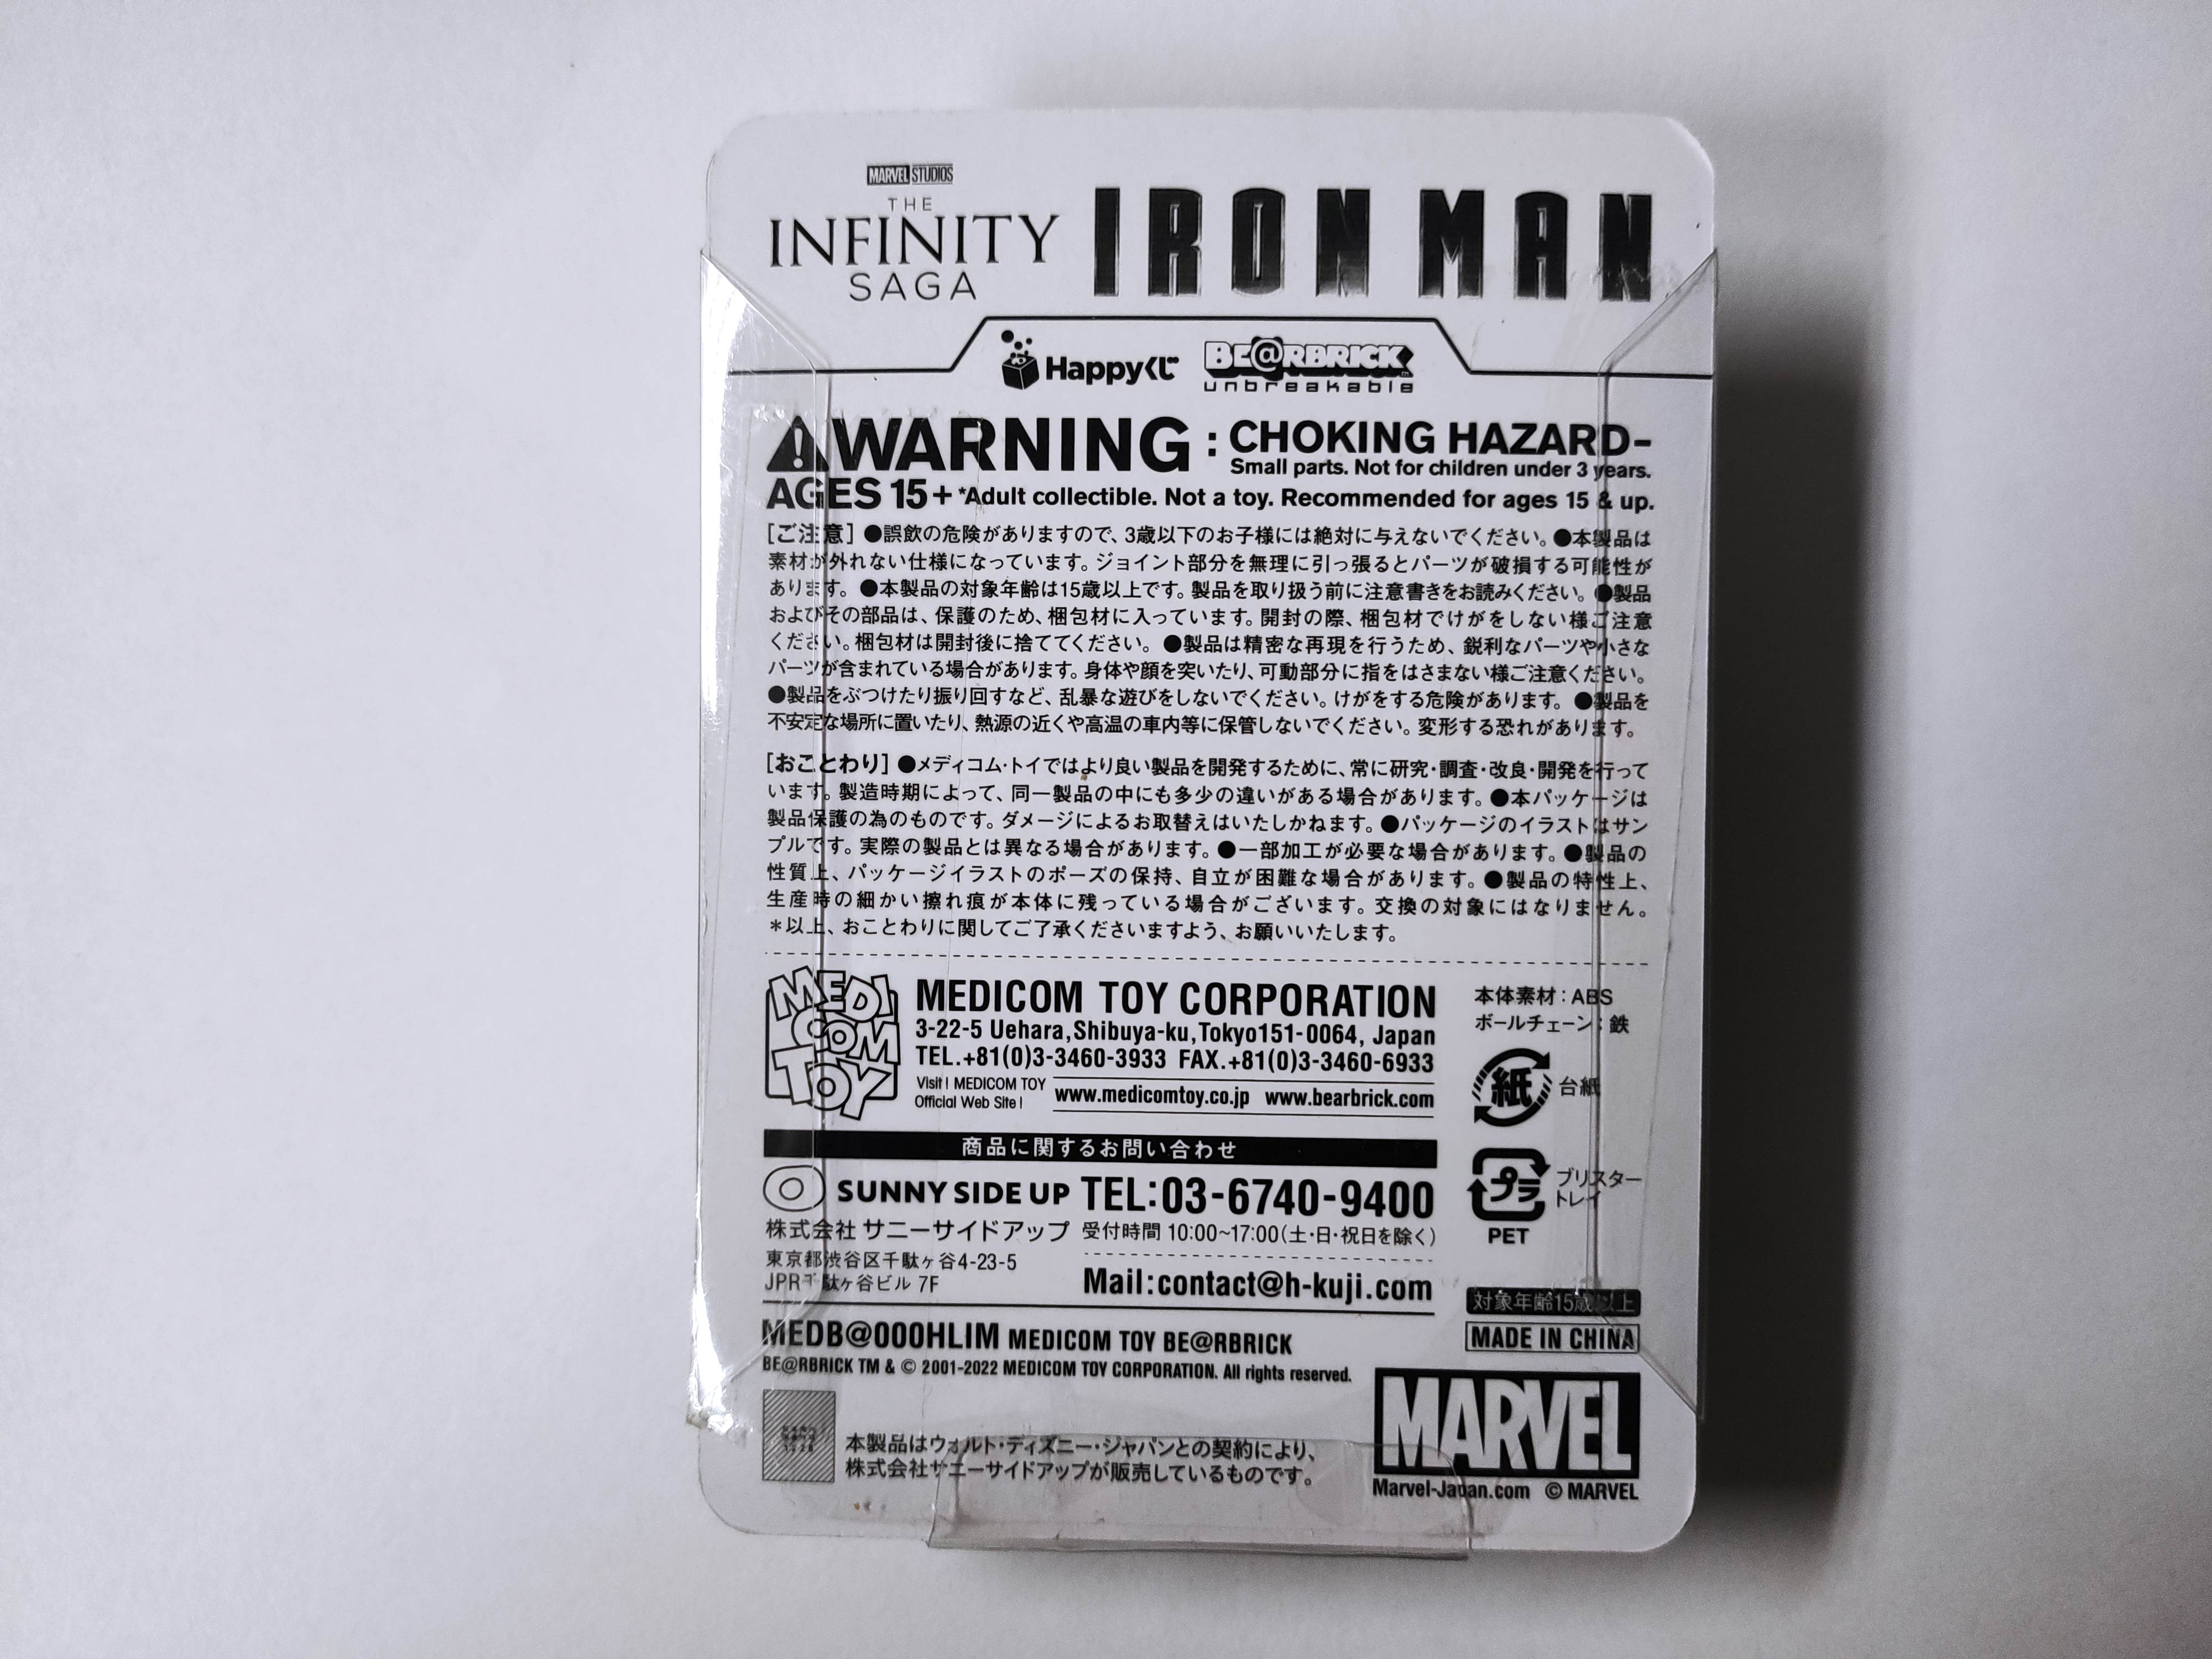 MARVEL STUDIOS
THE
INFINITY
SAGA
IRON MAN
Happyくじ
BE@RBRICK
unbreakable
WARNING : CHOKING HAZARD-
Small parts. Not for children under 3 years.
AGES 15+ *Adult collectible. Not a toy. Recommended for ages 15 & up.
[ご注意] ●誤飲の危険がありますので、3歳以下のお子様には絶対に与えないでください。●本製品は
素材が外れない仕様になっています。ジョイント部分を無理に引っ張るとパーツが破損する可能性が
あります。●本製品の対象年齢は15歳以上です。製品を取り扱う前に注意書きをお読みください。●製品
およびその部品は、保護のため、梱包材に入っています。開封の際、梱包材でけがをしない様ご注意
ください。梱包材は開封後に捨ててください。●製品は精密な再現を行うため、鋭利なパーツや小さな
パーツが含まれている場合があります。身体や顔を突いたり、可動部分に指をはさまない様ご注意ください。
●製品をぶつけたり振り回すなど、乱暴な遊びをしないでください。けがをする危険があります。●製品を
不安定な場所に置いたり、熱源の近くや高温の車内等に保管しないでください。変形する恐れがあります。
[おことわり] ●メディコム・トイではより良い製品を開発するために、常に研究・調査・改良・開発を行って
います。製造時期によって、同一製品の中にも多少の違いがある場合があります。●本パッケージは
製品保護の為のものです。ダメージによるお取替えはいたしかねます。●パッケージのイラストはサン
プルです。実際の製品とは異なる場合があります。●一部加工が必要な場合があります。●製品の
性質上、パッケージイラストのポーズの保持、自立が困難な場合があります。●製品の特性上、
生産時の細かい擦れ痕が本体に残っている場合がございます。交換の対象にはなりません。
＊以上、おことわりに関してご了承くださいますよう、お願いいたします。
MEDI
COM
TOY
MEDICOM TOY CORPORATION
3-22-5 Uehara,Shibuya-ku,Tokyo151-0064, Japan
TEL.+81(0)3-3460-3933 FAX.+81(0)3-3460-6933
Visit! MEDICOM TOY
Official Web Site!
www.medicomtoy.co.jp www.bearbrick.com
本体素材：ABS
ボールチェーン：鉄
紙 台紙
プラ ブリスター
トレイ
PET
商品に関するお問い合わせ
SUNNY SIDE UP TEL:03-6740-9400
株式会社 サニーサイドアップ 受付時間 10:00~17:00(土・日・祝日を除く)
東京都渋谷区千駄ヶ谷4-23-5
JPR千駄ヶ谷ビル 7F
Mail:contact@h-kuji.com
対象年齢15歳以上
MADE IN CHINA
MEDB@000HLIM MEDICOM TOY BE@RBRICK
BE@RBRICK TM & © 2001-2022 MEDICOM TOY CORPORATION. All rights reserved.
本製品はウォルト・ディズニー・ジャパンとの契約により、
株式会社サニーサイドアップが販売しているものです。
MARVEL
Marvel-Japan.com © MARVEL